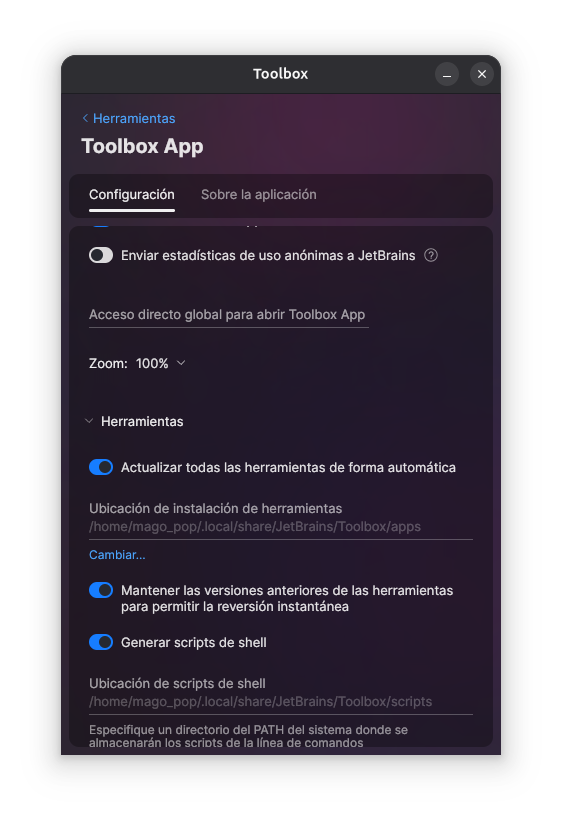 Toolbox
Herramientas
Toolbox App
Configuración
Sobre la aplicación
Enviar estadísticas de uso anónimas a JetBrains ?
Acceso directo global para abrir Toolbox App
Zoom: 100%
Herramientas
Actualizar todas las herramientas de forma automática
Ubicación de instalación de herramientas
/home/mago_pop/.local/share/JetBrains/Toolbox/apps
Cambiar...
Mantener las versiones anteriores de las herramientas
para permitir la reversión instantánea
Generar scripts de shell
Ubicación de scripts de shell
/home/mago_pop/.local/share/JetBrains/Toolbox/scripts
Especifique un directorio del PATH del sistema donde se
almacenarán los scripts de la línea de comandos